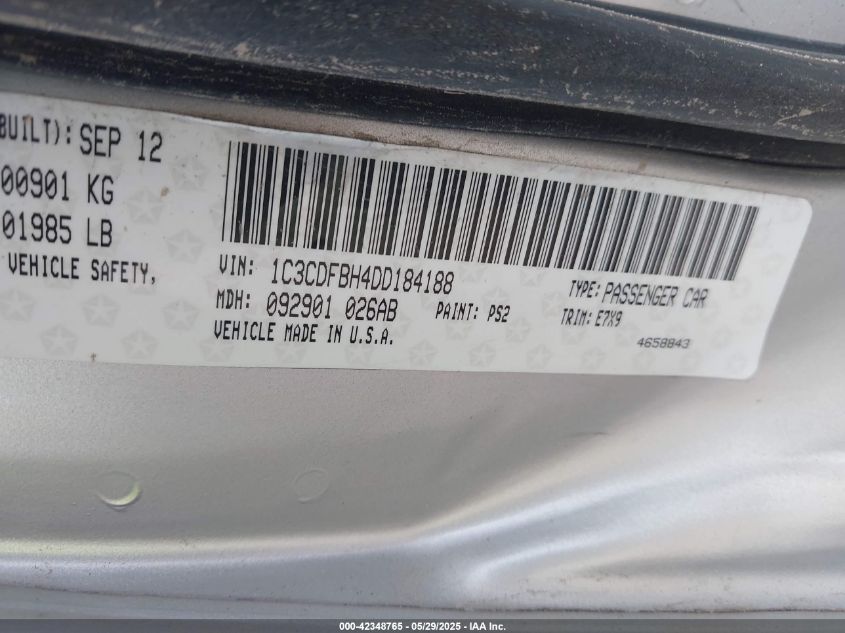 BUILT): SEP 12
00901 KG
01985 LB
VEHICLE SAFETY,
VIN: 1C3CDFBH4DD184188
MDH: 092901 026AB PAINT: PS2
VEHICLE MADE IN U.S.A.
TYPE: PASSENGER CAR
TRIM: E7X9
4658843
000-42348765 - 05/29/2025 - IAA Inc.